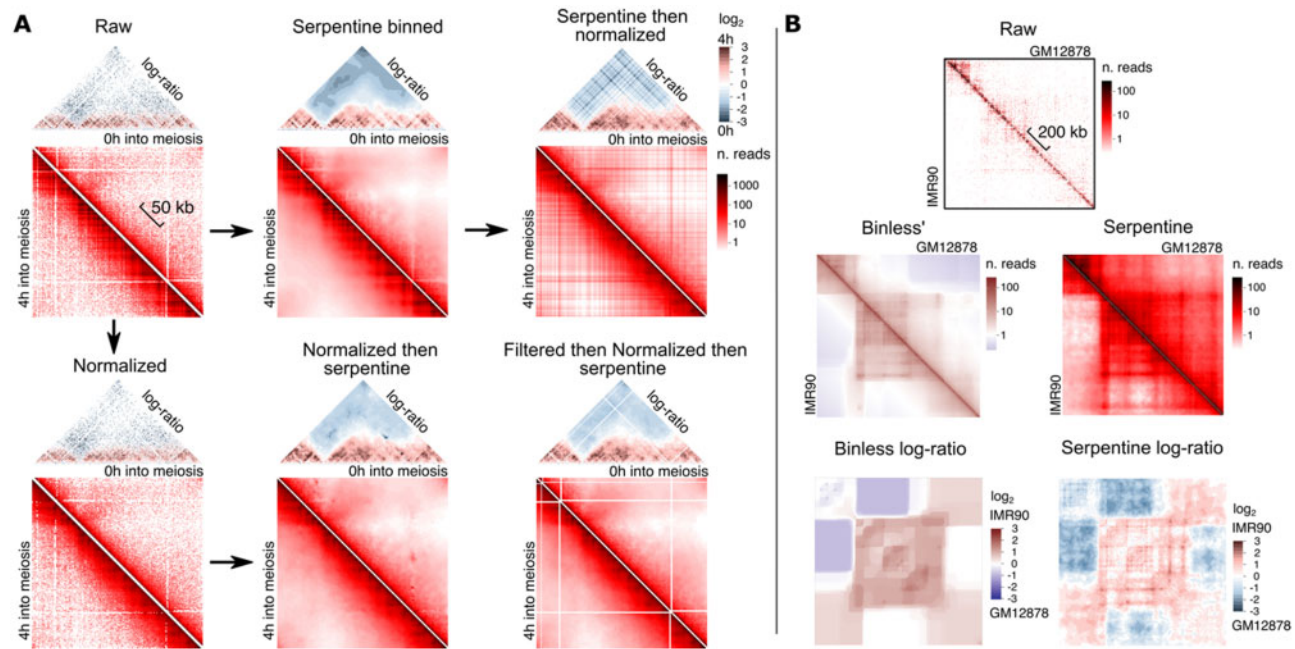 A
Raw
log-ratio
0h into meiosis
4h into meiosis
50 kb
Serpentine binned
log-ratio
0h into meiosis
4h into meiosis
Serpentine then
normalized
log-ratio
0h into meiosis
4h into meiosis
log2
4h
3
2
1
0
-1
-2
-3
0h
n. reads
1000
100
10
1
Normalized
log-ratio
0h into meiosis
4h into meiosis
Normalized then
serpentine
log-ratio
0h into meiosis
4h into meiosis
Filtered then Normalized then
serpentine
log-ratio
0h into meiosis
4h into meiosis
B
Raw
GM12878
IMR90
200 kb
n. reads
100
10
1
Binless'
GM12878
IMR90
n. reads
100
10
1
Serpentine
GM12878
IMR90
n. reads
100
10
1
Binless log-ratio
log2
IMR90
3
2
1
0
-1
-2
-3
GM12878
Serpentine log-ratio
log2
IMR90
3
2
1
0
-1
-2
-3
GM12878